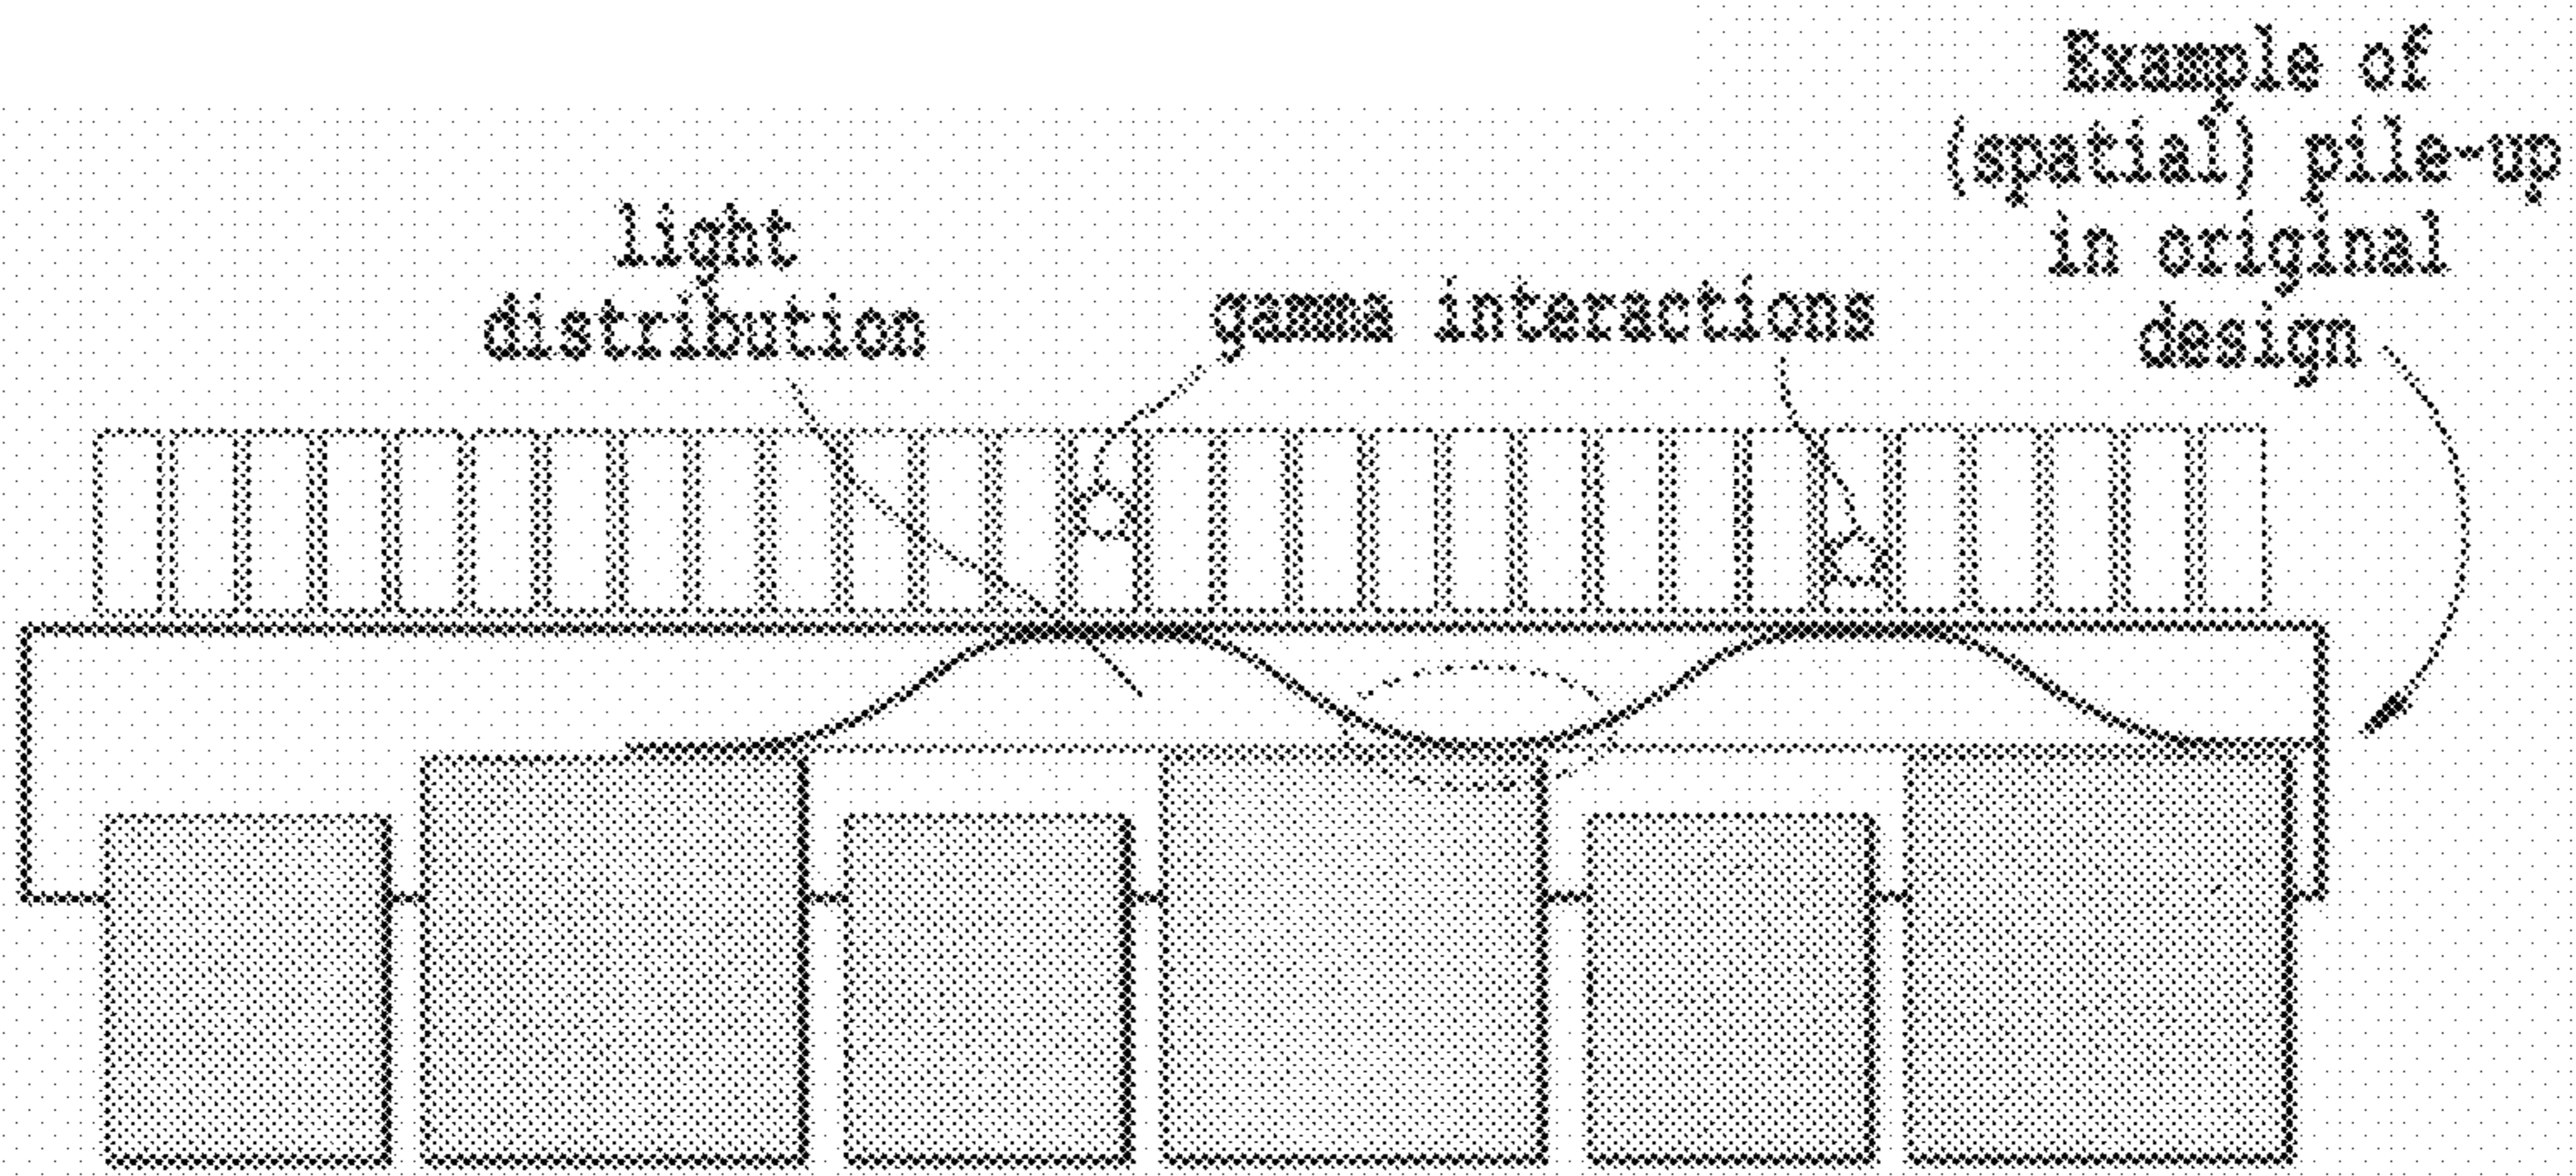 light
distribution
gamma interactions
Example of
(spatial) pile-up
in original
design